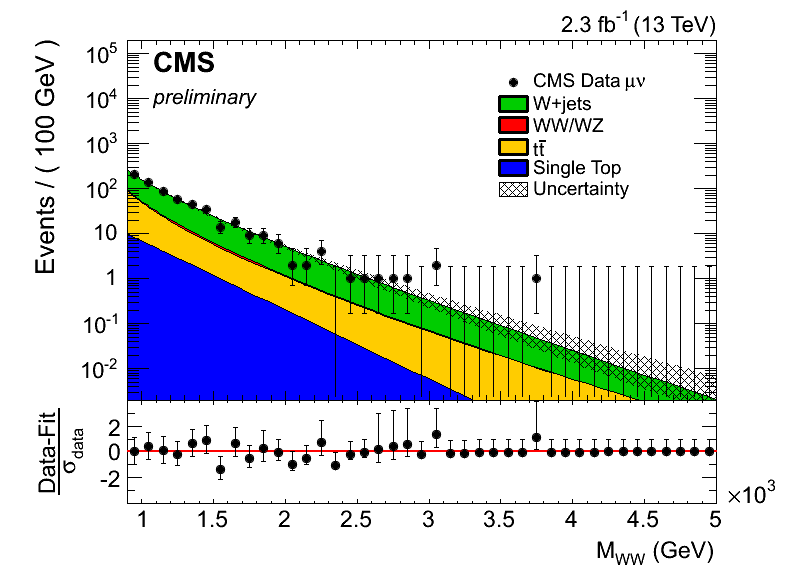 2.3 fb⁻¹ (13 TeV)
CMS
preliminary
Events / ( 100 GeV )
10⁵
10⁴
10³
10²
10
1
10⁻¹
10⁻²
CMS Data μν
W+jets
WW/WZ
tt̄
Single Top
Uncertainty
Data-Fit
σdata
2
0
-2
1 1.5 2 2.5 3 3.5 4 4.5 5
×10³
M_WW (GeV)